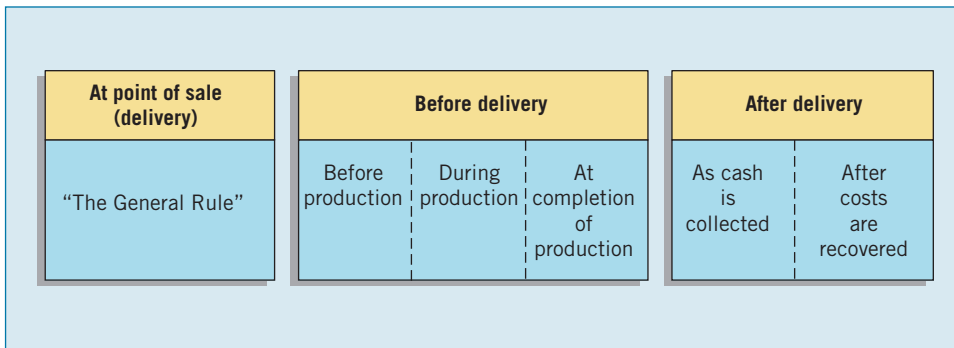 At point of sale
(delivery)
“The General Rule”
Before delivery
Before
production
During
production
At
completion
of
production
After delivery
As cash
is
collected
After
costs
are
recovered